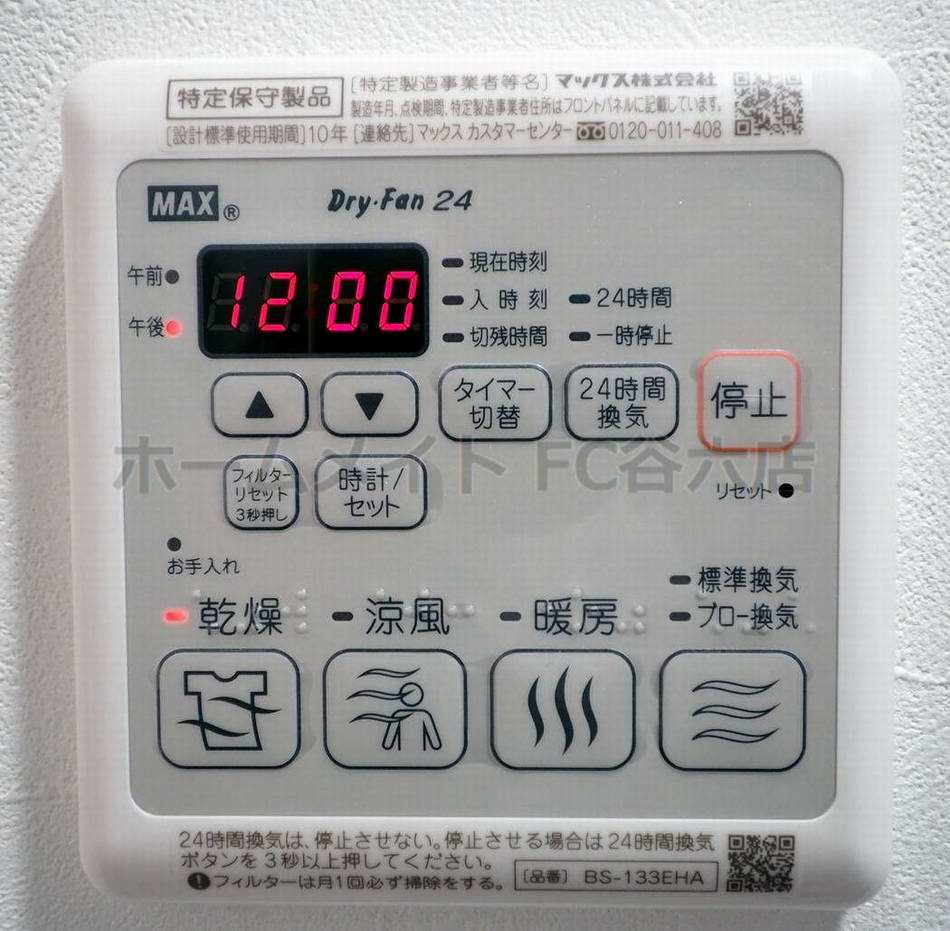 特定保守製品
[特定製造事業者等名] マックス株式会社
製造年月、点検期間、特定製造事業者住所はフロントパネルに記載しています。
[設計標準使用期間]10年 [連絡先]マックス カスタマーセンター 0120-011-408
MAX® Dry・Fan 24
午前
午後
12:00
現在時刻
入時刻 24時間
切残時間 一時停止
▲ ▼ タイマー切替 24時間換気 停止
ホームメイトFC谷六店
フィルターリセット3秒押し 時計/セット リセット
お手入れ
標準換気
乾燥 涼風 暖房 プロー換気
24時間換気は、停止させない。停止させる場合は24時間換気
ボタンを3秒以上押してください。
フィルターは月1回必ず掃除をする。 [品番] BS-133EHA